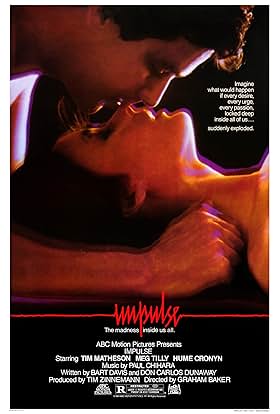 Imagine
what would happen
if every desire,
every urge,
every passion,
locked deep
inside all of us....
suddenly exploded.
impulse
The madness inside us all.
ABC Motion Pictures Presents
IMPULSE
Starring TIM MATHESON MEG TILLY HUME CRONYN
Music by PAUL CHIHARA
Written by BART DAVIS and DON CARLOS DUNAWAY
Produced by TIM ZINNEMANN Directed by GRAHAM BAKER
R RESTRICTED